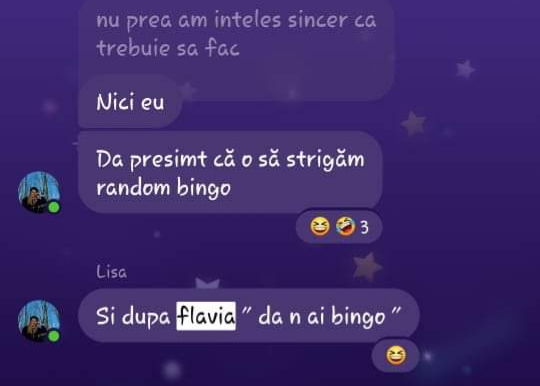 nu prea am inteles sincer ca
trebuie sa fac
Nici eu
Da presimt că o să strigăm
random bingo
😆 🤣 3
Lisa
Si dupa flavia " da n ai bingo "
😆